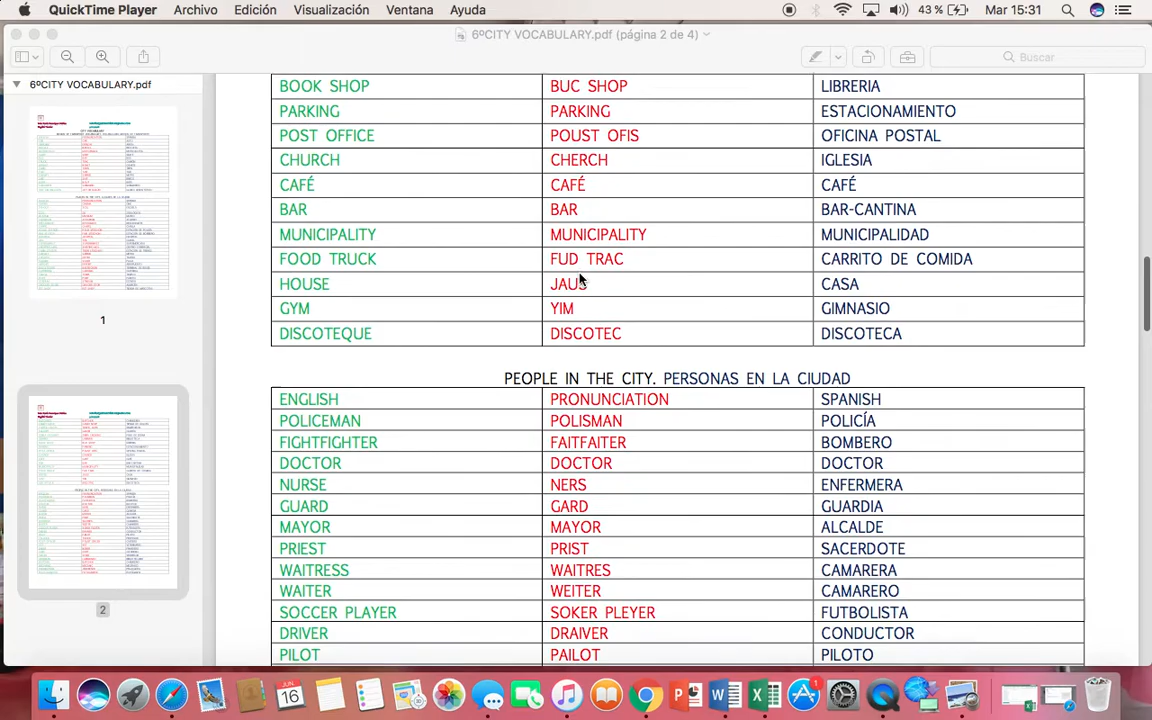 QuickTime Player Archivo Edición Visualización Ventana Ayuda 43 % Mar 15:31
6ºCITY VOCABULARY.pdf (página 2 de 4)
Buscar
6ºCITY VOCABULARY.pdf
1
2
BOOK SHOP BUC SHOP LIBRERIA
PARKING PARKING ESTACIONAMIENTO
POST OFFICE POUST OFIS OFICINA POSTAL
CHURCH CHERCH IGLESIA
CAFÉ CAFÉ CAFÉ
BAR BAR BAR-CANTINA
MUNICIPALITY MUNICIPALITY MUNICIPALIDAD
FOOD TRUCK FUD TRAC CARRITO DE COMIDA
HOUSE JAUS CASA
GYM YIM GIMNASIO
DISCOTEQUE DISCOTEC DISCOTECA
PEOPLE IN THE CITY. PERSONAS EN LA CIUDAD
ENGLISH PRONUNCIATION SPANISH
POLICEMAN POLISMAN POLICÍA
FIGHTFIGHTER FAITFAITER BOMBERO
DOCTOR DOCTOR DOCTOR
NURSE NERS ENFERMERA
GUARD GARD GUARDIA
MAYOR MAYOR ALCALDE
PRIEST PRIST SACERDOTE
WAITRESS WAITRES CAMARERA
WAITER WEITER CAMARERO
SOCCER PLAYER SOKER PLEYER FUTBOLISTA
DRIVER DRAIVER CONDUCTOR
PILOT PAILOT PILOTO
JUN
16
1